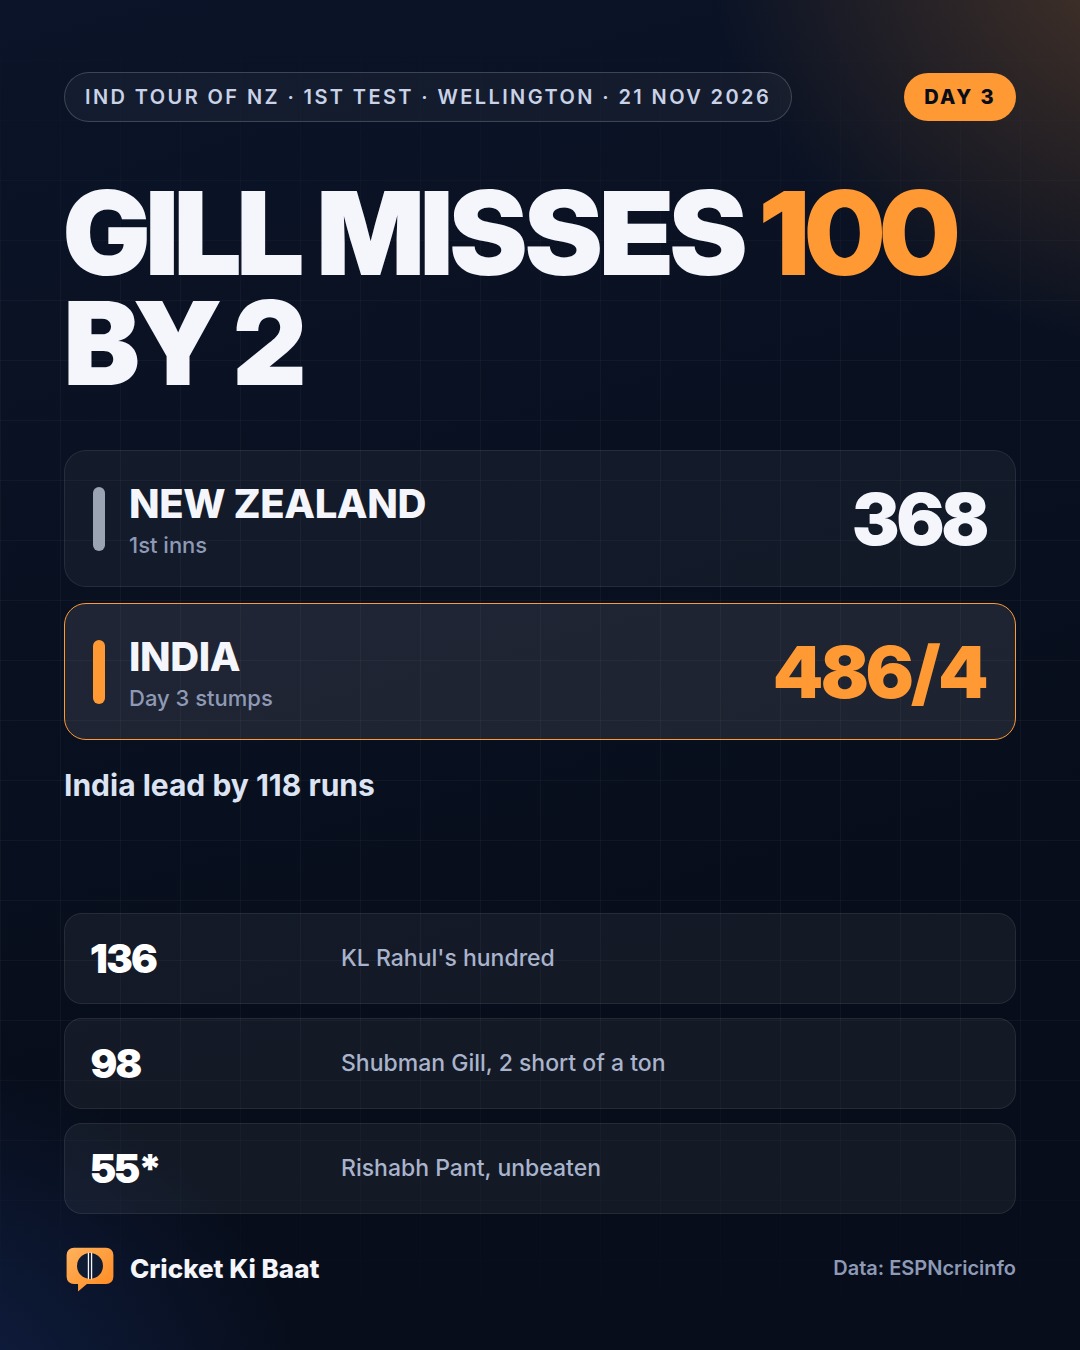 IND TOUR OF NZ · 1ST TEST · WELLINGTON · 21 NOV 2026
DAY 3
GILL MISSES 100
BY 2
NEW ZEALAND
1st inns
368
INDIA
Day 3 stumps
486/4
India lead by 118 runs
136
KL Rahul's hundred
98
Shubman Gill, 2 short of a ton
55*
Rishabh Pant, unbeaten
Cricket Ki Baat
Data: ESPNcricinfo